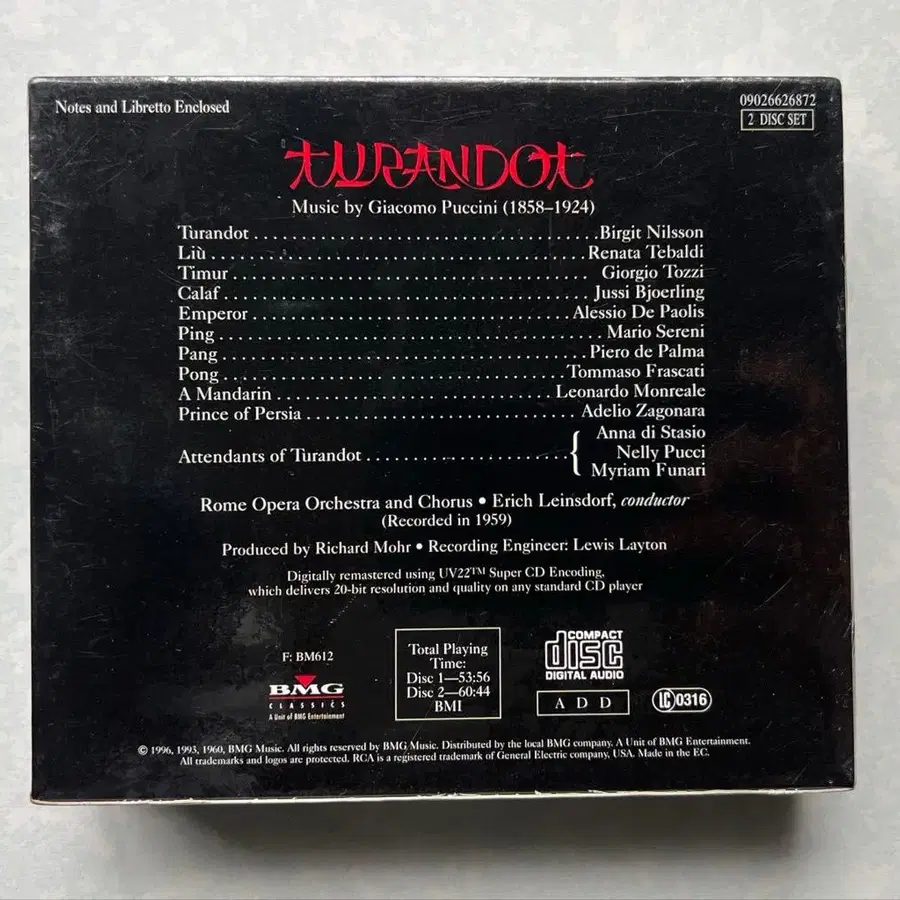 Notes and Libretto Enclosed
09026626872
2 DISC SET
TURANDOT
Music by Giacomo Puccini (1858–1924)
Turandot . . . . . Birgit Nilsson
Liù . . . . . Renata Tebaldi
Timur . . . . . Giorgio Tozzi
Calaf . . . . . Jussi Bjoerling
Emperor . . . . . Alessio De Paolis
Ping . . . . . Mario Sereni
Pang . . . . . Piero de Palma
Pong . . . . . Tommaso Frascati
A Mandarin . . . . . Leonardo Monreale
Prince of Persia . . . . . Adelio Zagonara
Anna di Stasio
Attendants of Turandot . . . . . { Nelly Pucci
Myriam Funari
Rome Opera Orchestra and Chorus • Erich Leinsdorf, conductor
(Recorded in 1959)
Produced by Richard Mohr • Recording Engineer: Lewis Layton
Digitally remastered using UV22™ Super CD Encoding,
which delivers 20-bit resolution and quality on any standard CD player
F: BM612
BMG
CLASSICS
A Unit of BMG Entertainment
Total Playing
Time:
Disc 1—53:56
Disc 2—60:44
BMI
COMPACT
disc
DIGITAL AUDIO
A D D
LC 0316
© 1996, 1993, 1960, BMG Music. All rights reserved by BMG Music. Distributed by the local BMG company. A Unit of BMG Entertainment.
All trademarks and logos are protected. RCA is a registered trademark of General Electric company, USA. Made in the EC.